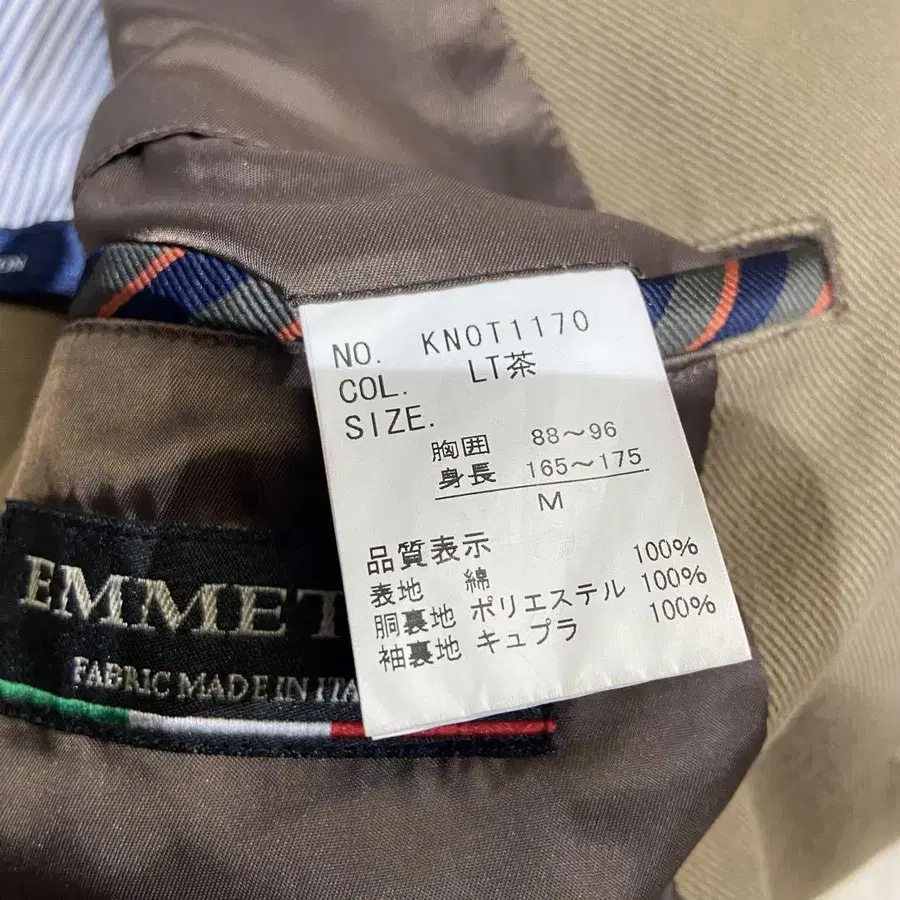 NO. KNOT1170
COL. LT茶
SIZE.
胸囲 88～96
身長 165～175
M
品質表示
表地 綿 100%
胴裏地 ポリエステル 100%
袖裏地 キュプラ 100%
FABRIC MADE IN